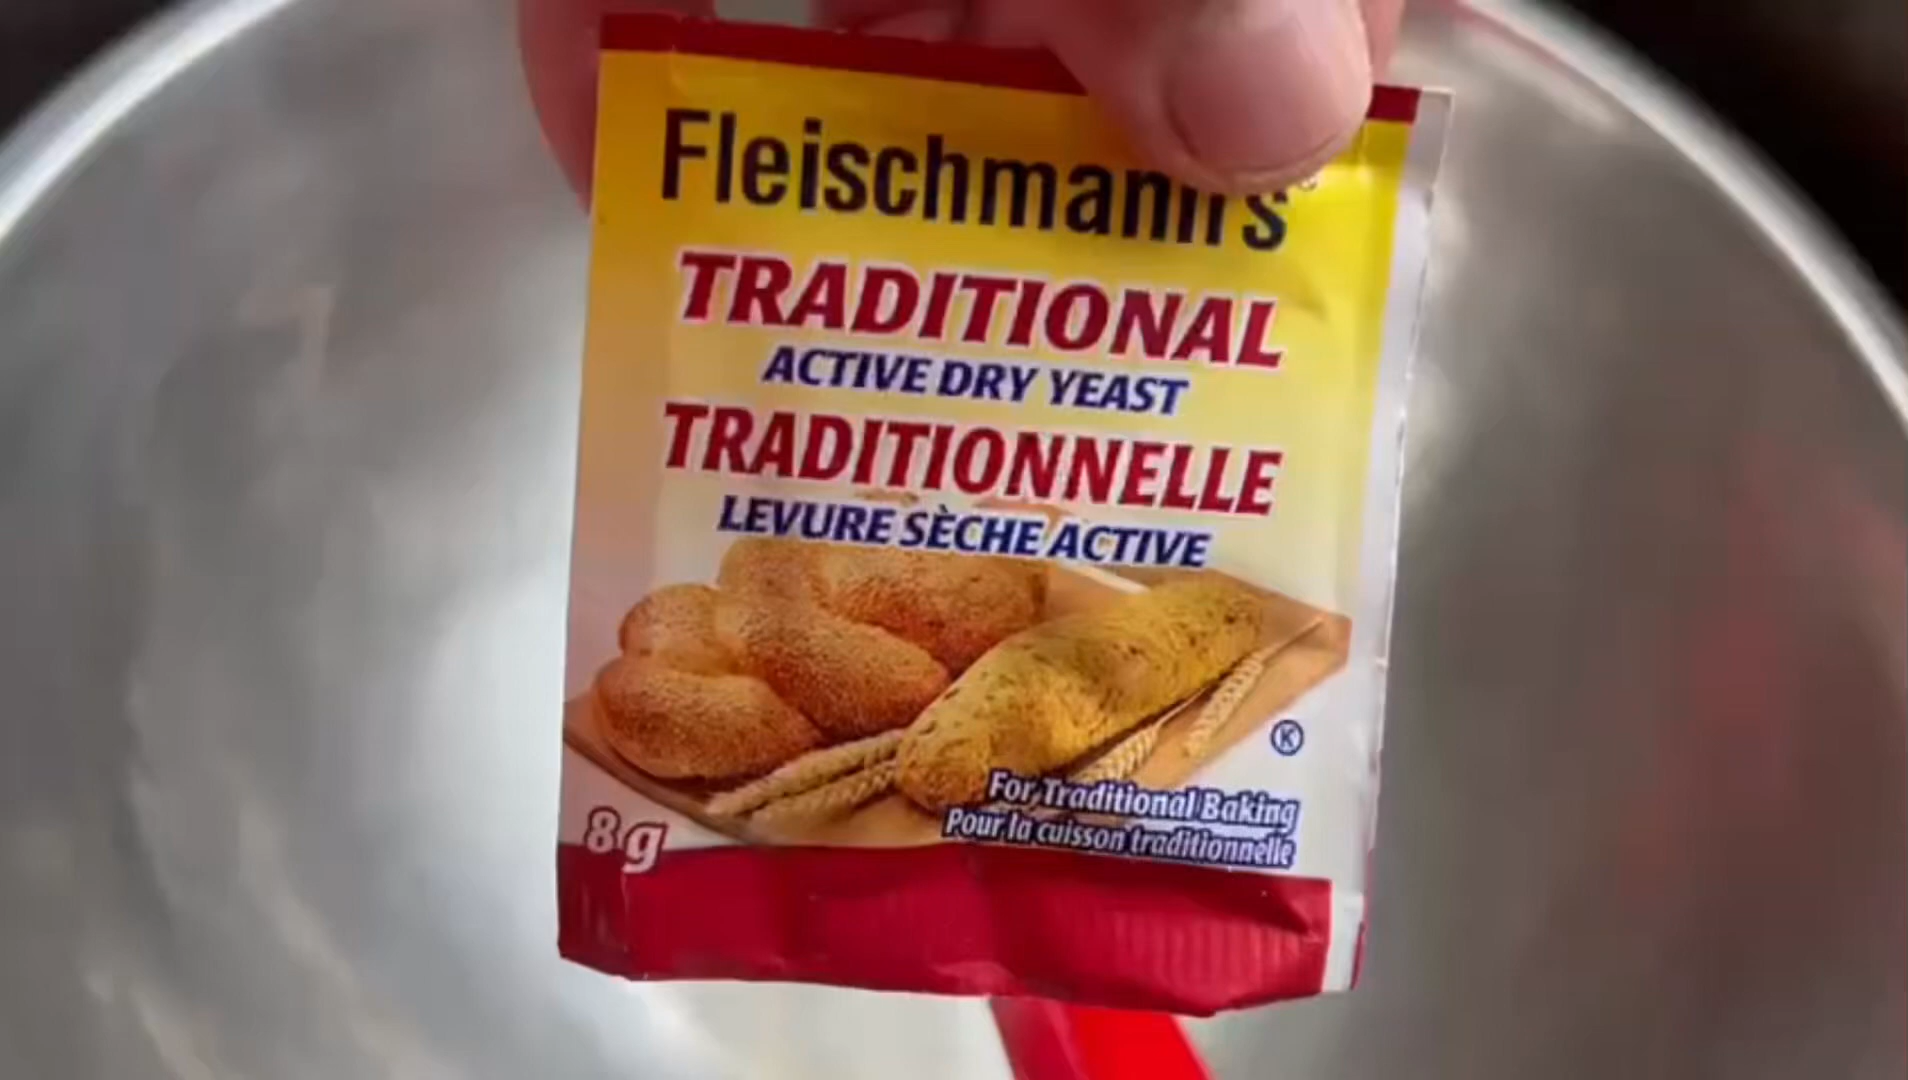 Fleischmann's®
TRADITIONAL
ACTIVE DRY YEAST
TRADITIONNELLE
LEVURE SÈCHE ACTIVE
K
For Traditional Baking
Pour la cuisson traditionnelle
8 g